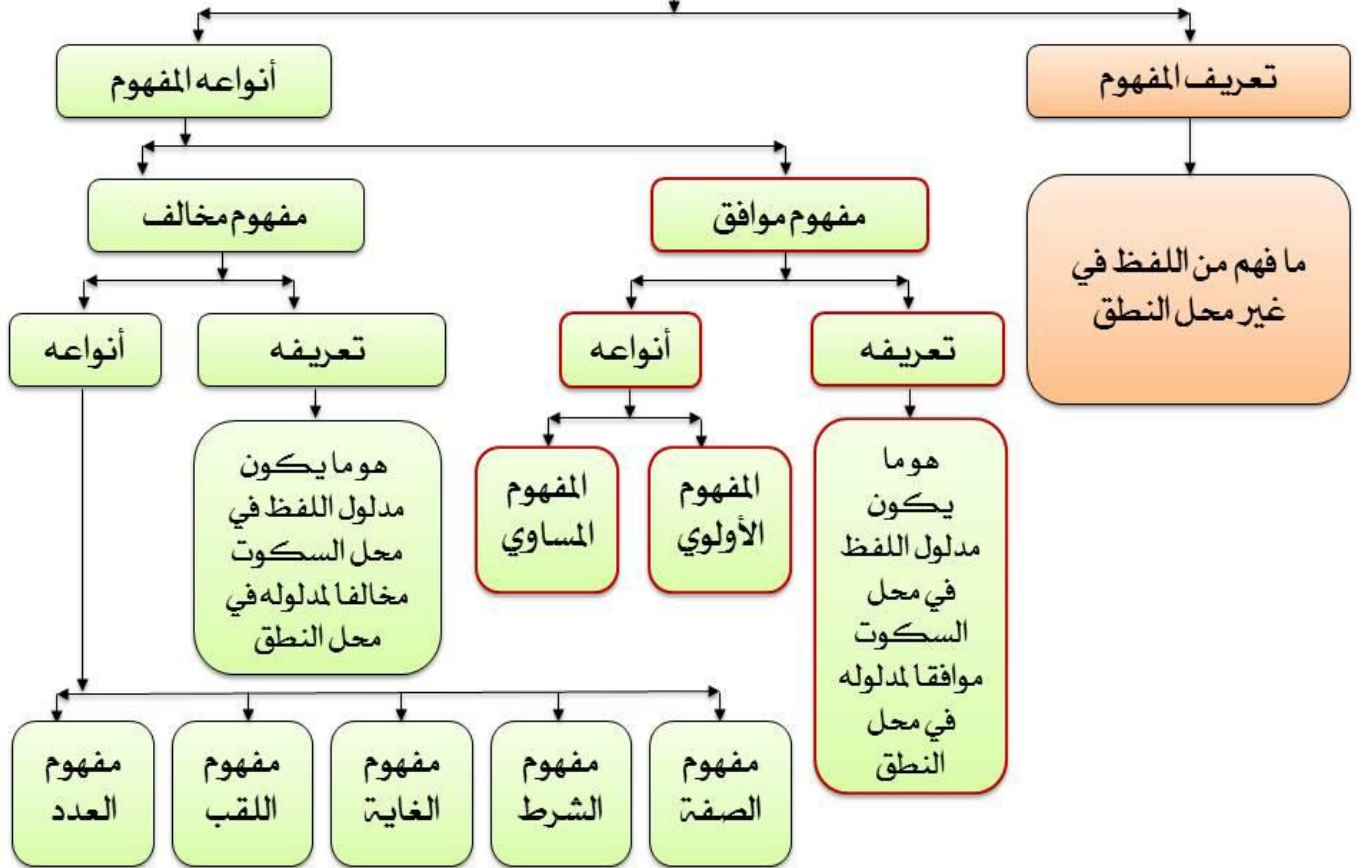 تعريف المفهوم
ما فهم من اللفظ في
غير محل النطق
أنواعه المفهوم
مفهوم موافق
تعريفه
هو ما
يكون
مدلول اللفظ
في محل
السكوت
موافقا لمدلوله
في محل
النطق
أنواعه
المفهوم
الأولوي
المفهوم
المساوي
مفهوم مخالف
تعريفه
هو ما يكون
مدلول اللفظ في
محل السكوت
مخالفا لمدلوله في
محل النطق
أنواعه
مفهوم
الصفة
مفهوم
الشرط
مفهوم
الغاية
مفهوم
اللقب
مفهوم
العدد